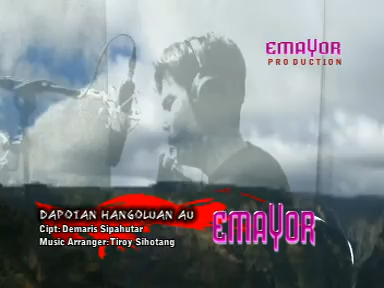 EMAYOR
PRODUCTION
DAPOTAN HANGOLUAN AU
Cipt: Demaris Sipahutar
Music Arranger: Tiroy Sihotang
EMAYOR